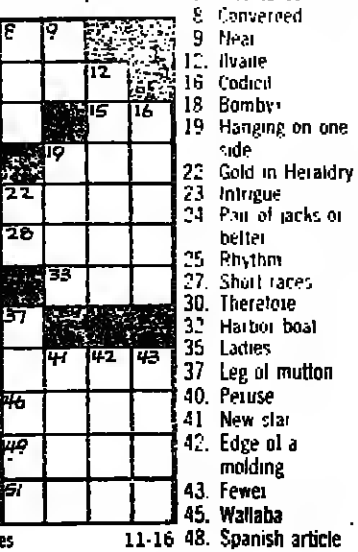 8 9
12
15 16
19
22
28
33
37
41 42 43
46
49
51
es 11-16
8 Converged
9 Near
12. Ilvaite
16 Codicil
18 Bombyx
19 Hanging on one
side
22 Gold in Heraldry
23 Intrigue
24 Pair of jacks or
better
25 Rhythm
27. Short races
30. Therefore
32 Harbor boat
35 Ladies
37 Leg of mutton
40. Peruse
41 New star
42. Edge of a
molding
43. Fewer
45. Wallaba
48. Spanish article